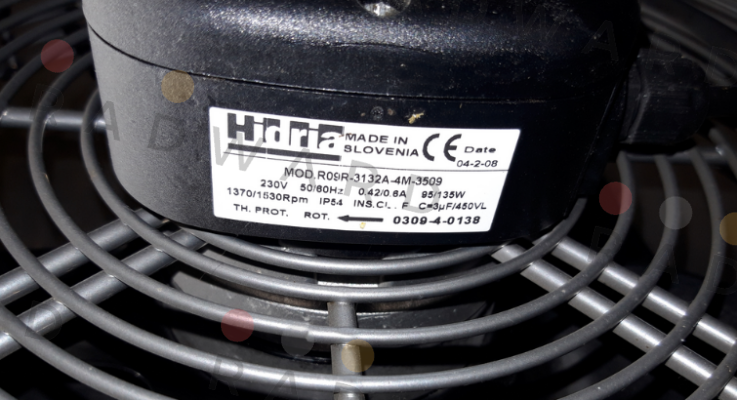 Hidria MADE IN SLOVENIA CE Date 04-2-08
MOD.R09R-3132A-4M-3509
230V 50/60Hz 0,42/0,6A 95/135W
1370/1530Rpm IP54 INS.CL. F C=3µF/450VL
TH. PROT. ROT. ← 0309-4-0138